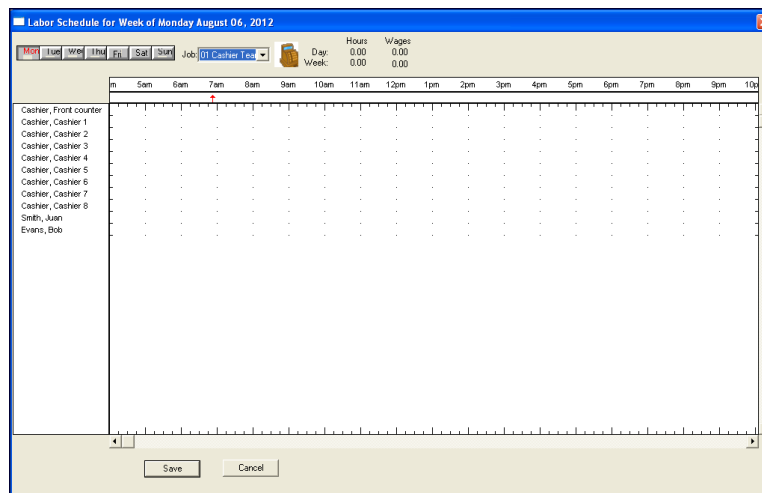 Labor Schedule for Week of Monday August 06, 2012
Hours Wages
Mon Tue We Thu Fri Sat Sun Job: 01 Cashier Tea Day: 0.00 0.00
Week: 0.00 0.00
m 5am 6am 7am 8am 9am 10am 11am 12pm 1pm 2pm 3pm 4pm 5pm 6pm 7pm 8pm 9pm 10p
Cashier, Front counter
Cashier, Cashier 1
Cashier, Cashier 2
Cashier, Cashier 3
Cashier, Cashier 4
Cashier, Cashier 5
Cashier, Cashier 6
Cashier, Cashier 7
Cashier, Cashier 8
Smith, Juan
Evans, Bob
Save Cancel